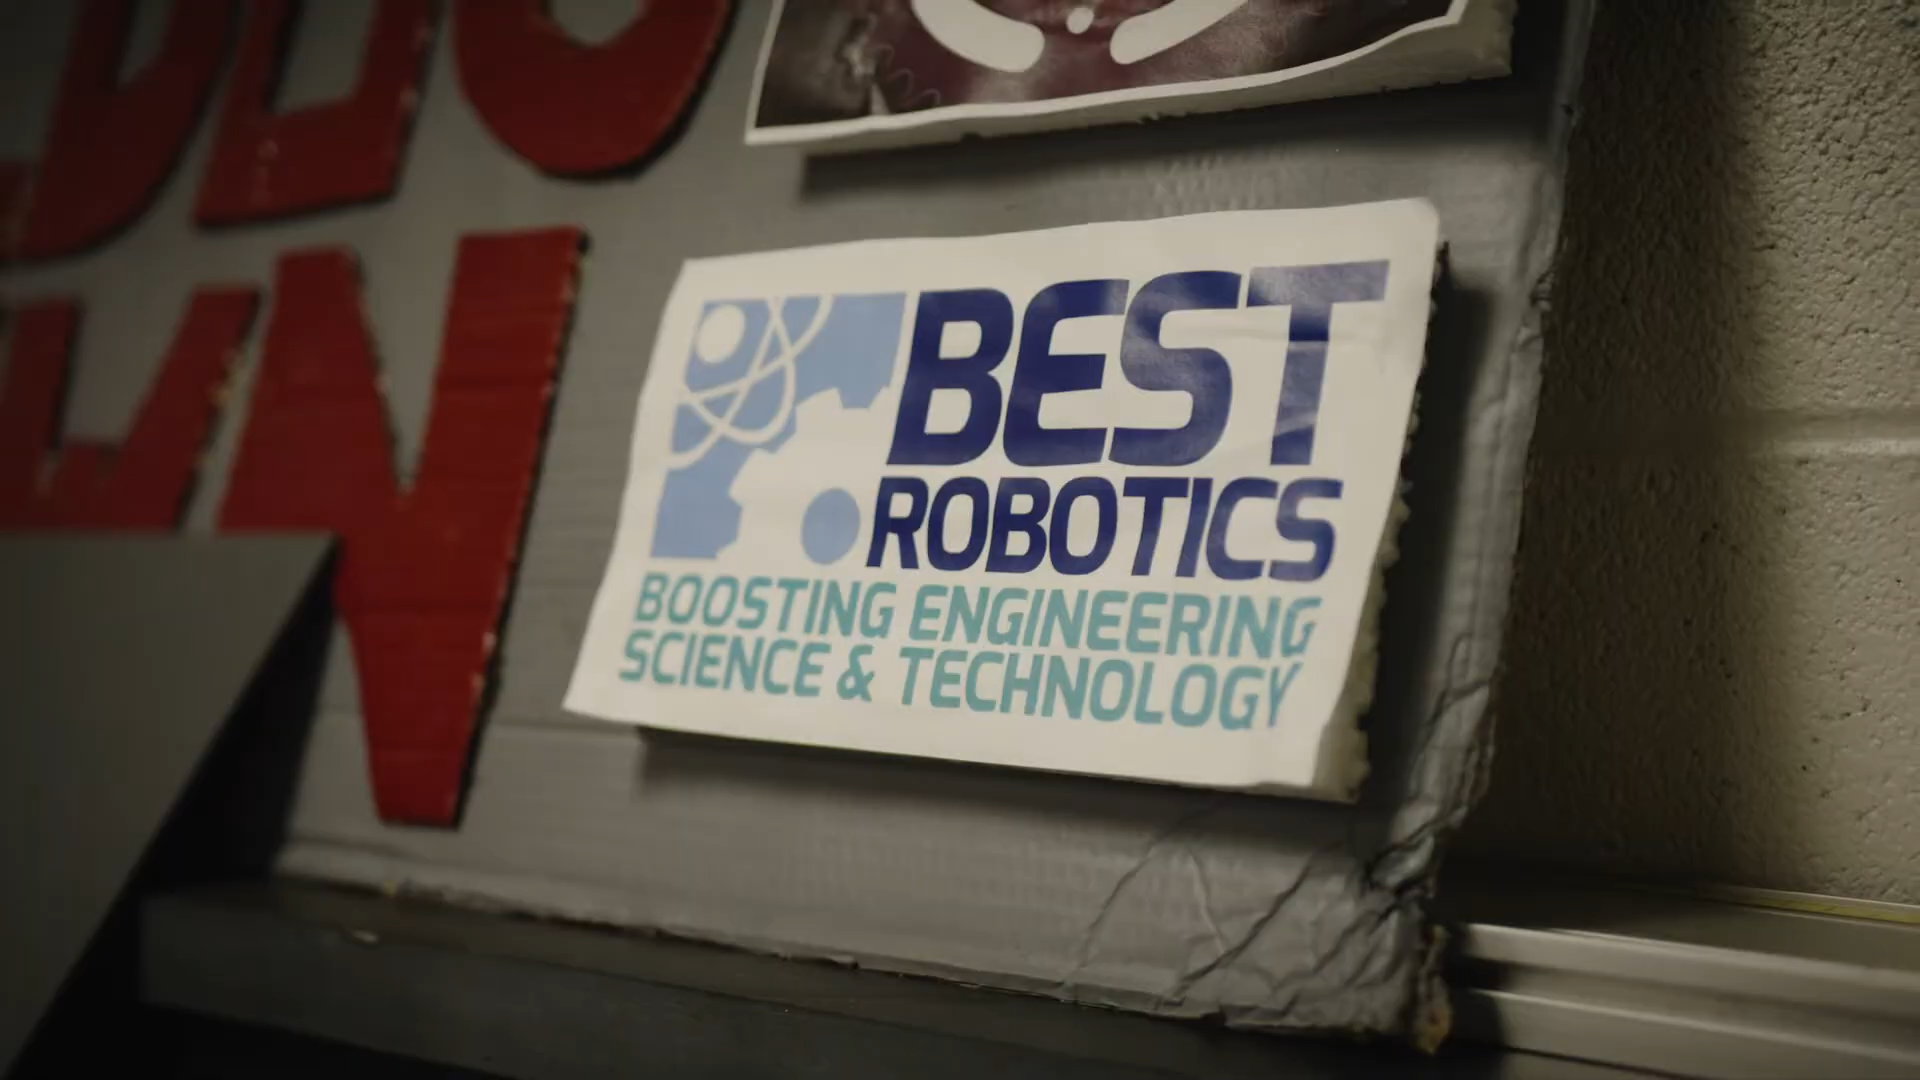 BEST
ROBOTICS
BOOSTING ENGINEERING
SCIENCE & TECHNOLOGY